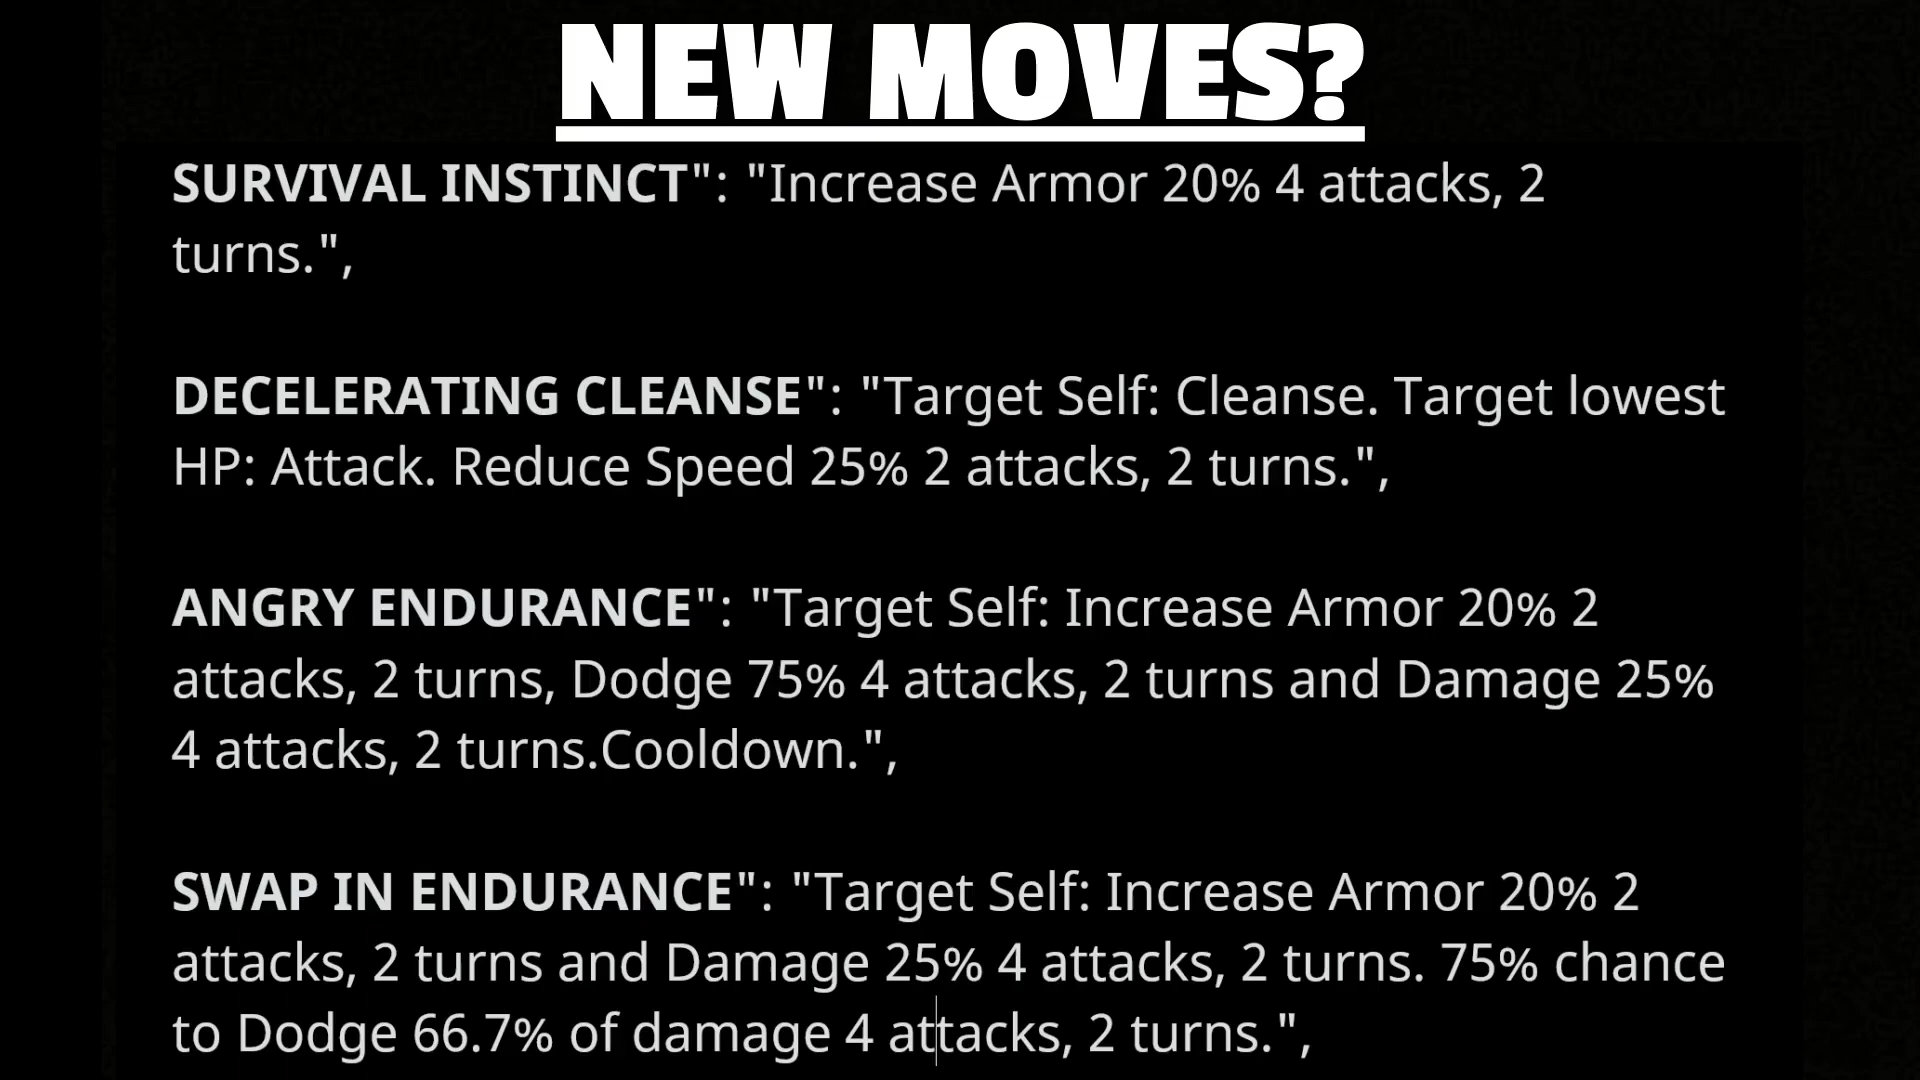 NEW MOVES?
SURVIVAL INSTINCT": "Increase Armor 20% 4 attacks, 2
turns.",
DECELERATING CLEANSE": "Target Self: Cleanse. Target lowest
HP: Attack. Reduce Speed 25% 2 attacks, 2 turns.",
ANGRY ENDURANCE": "Target Self: Increase Armor 20% 2
attacks, 2 turns, Dodge 75% 4 attacks, 2 turns and Damage 25%
4 attacks, 2 turns.Cooldown.",
SWAP IN ENDURANCE": "Target Self: Increase Armor 20% 2
attacks, 2 turns and Damage 25% 4 attacks, 2 turns. 75% chance
to Dodge 66.7% of damage 4 attacks, 2 turns.",